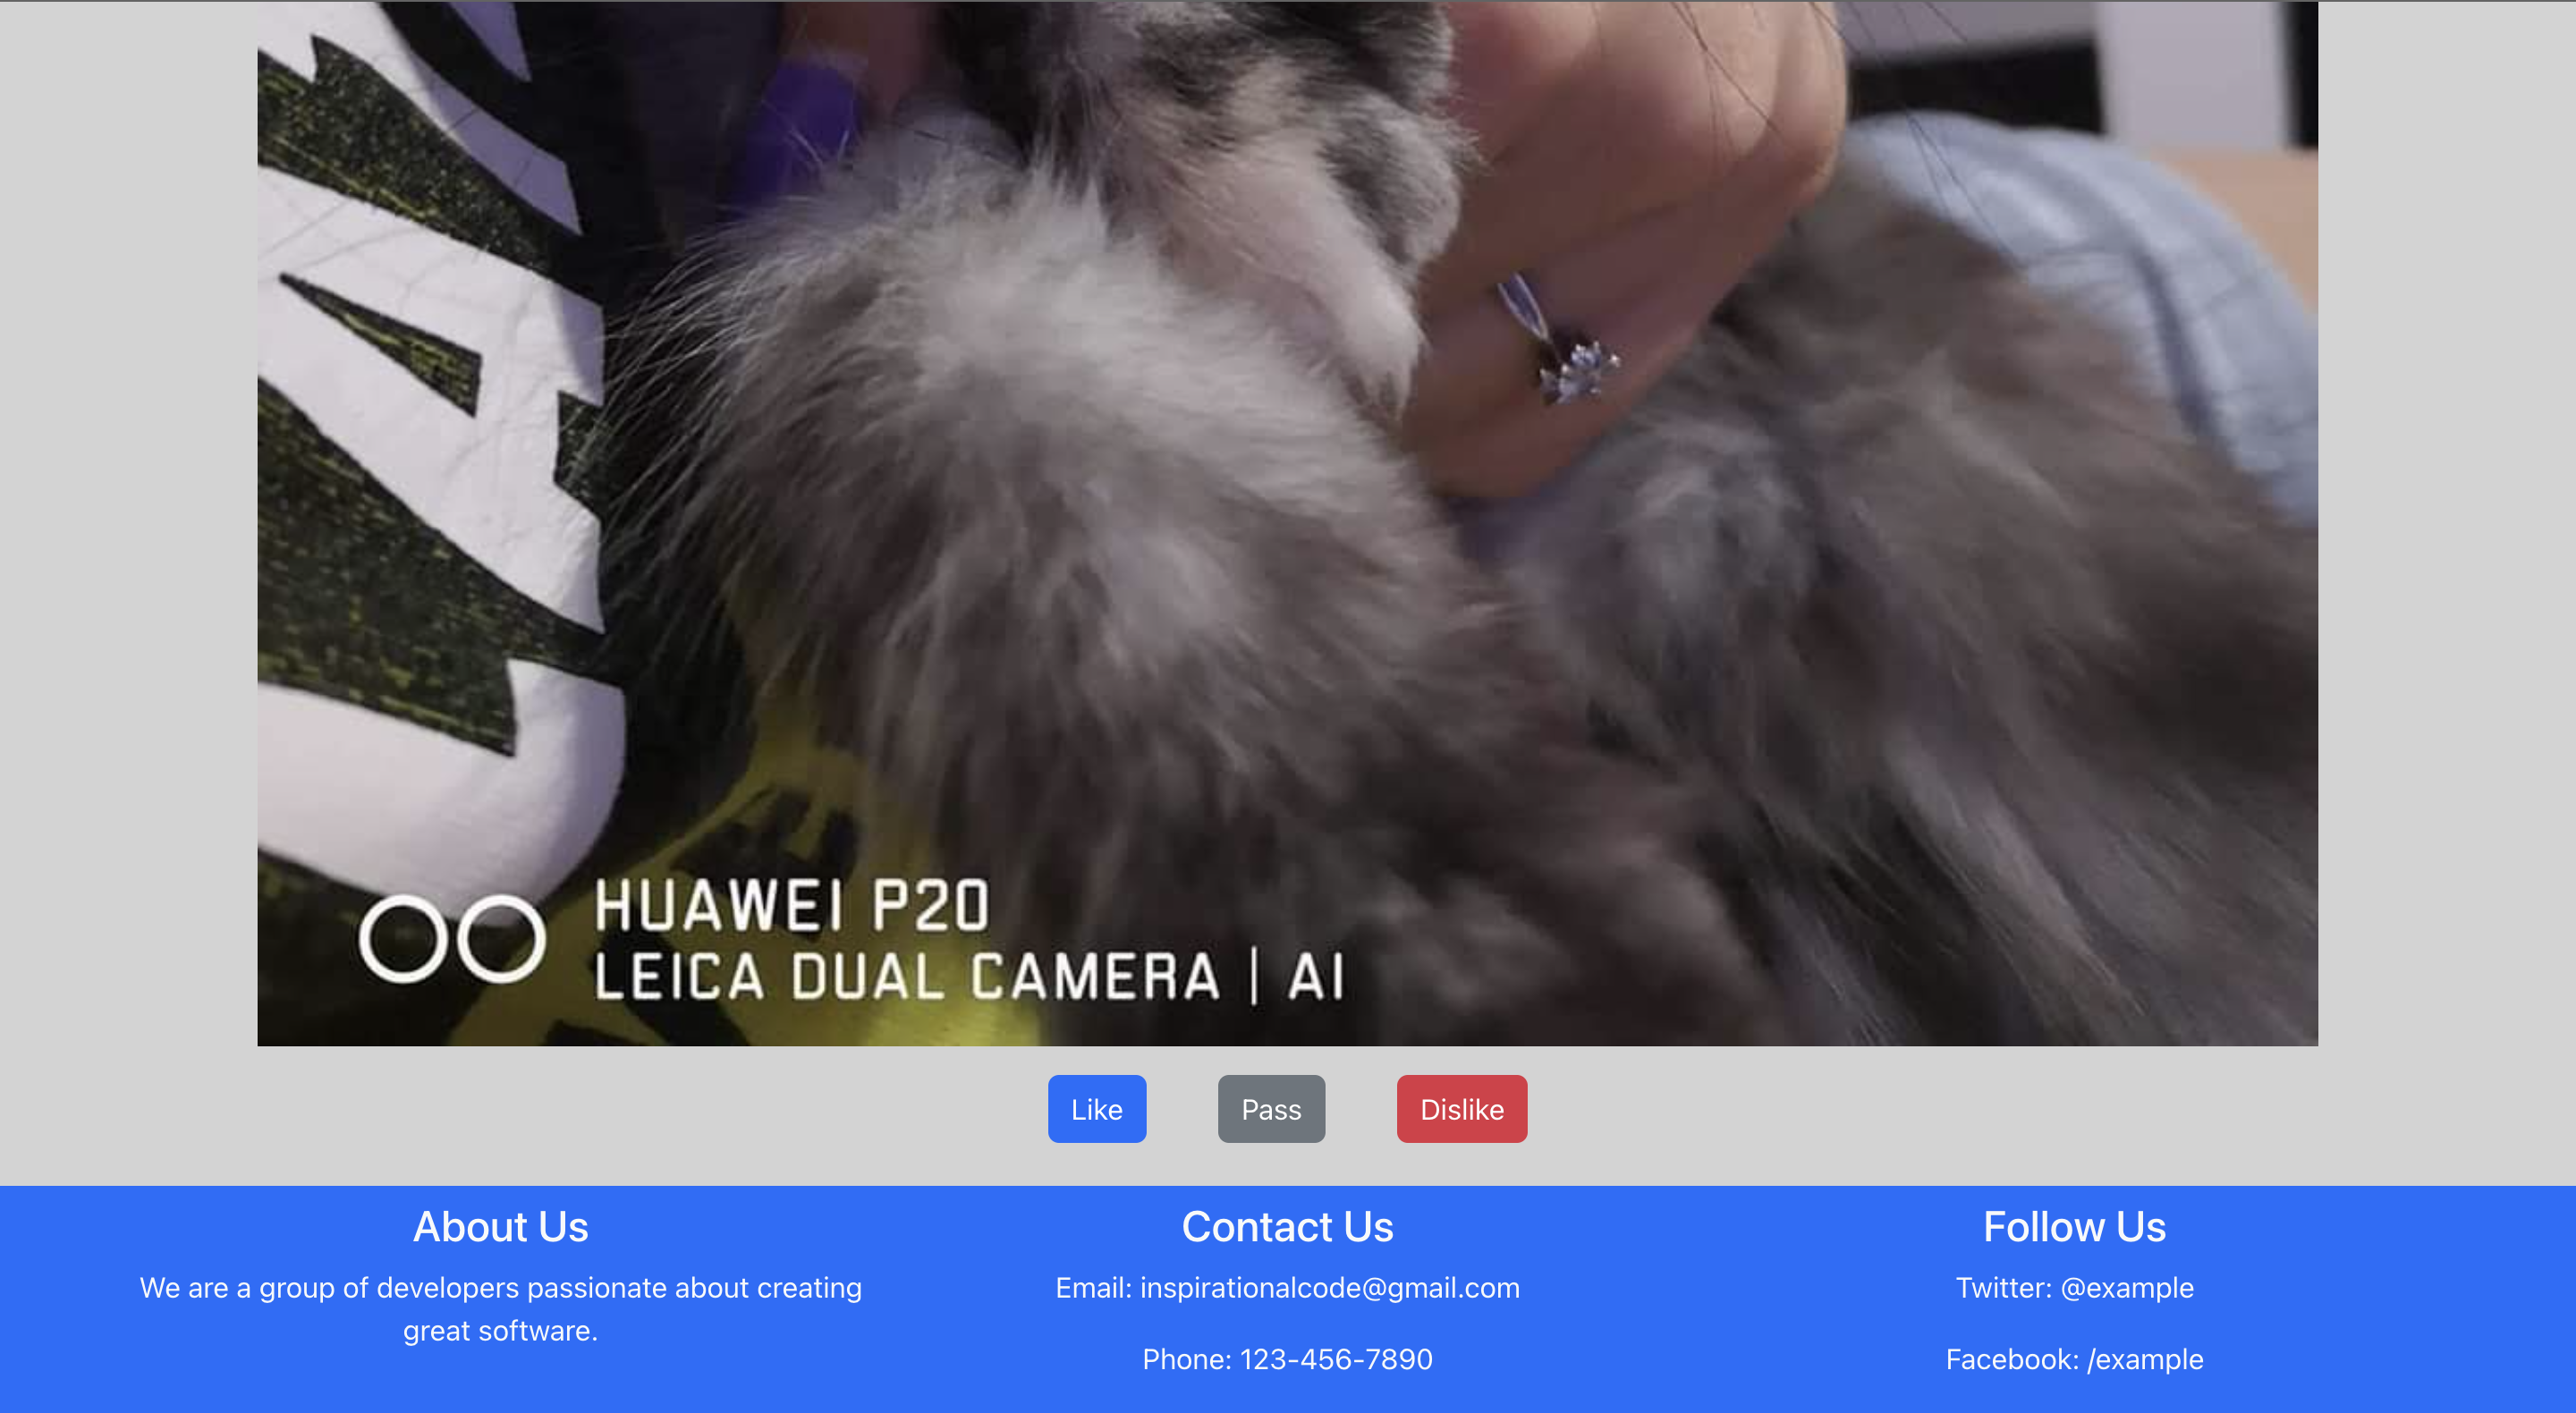 A
HUAWEI P20
LEICA DUAL CAMERA | AI
Like
Pass
Dislike
About Us
We are a group of developers passionate about creating
great software.
Contact Us
Email: inspirationalcode@gmail.com
Phone: 123-456-7890
Follow Us
Twitter: @example
Facebook: /example